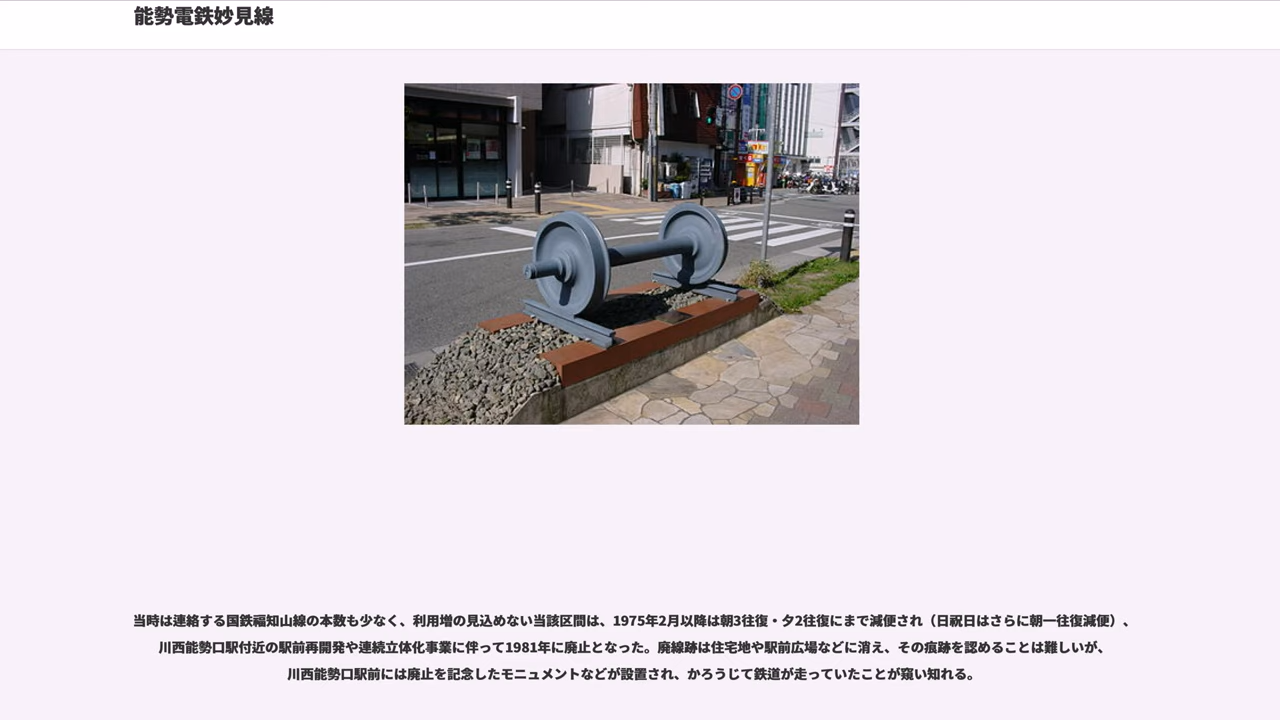 能勢電鉄妙見線
当時は連絡する国鉄福知山線の本数も少なく、利用増の見込めない当該区間は、1975年2月以降は朝3往復・夕2往復にまで減便され（日祝日はさらに朝一往復減便）、
川西能勢口駅付近の駅前再開発や連続立体化事業に伴って1981年に廃止となった。廃線跡は住宅地や駅前広場などに消え、その痕跡を認めることは難しいが、
川西能勢口駅前には廃止を記念したモニュメントなどが設置され、かろうじて鉄道が走っていたことが窺い知れる。